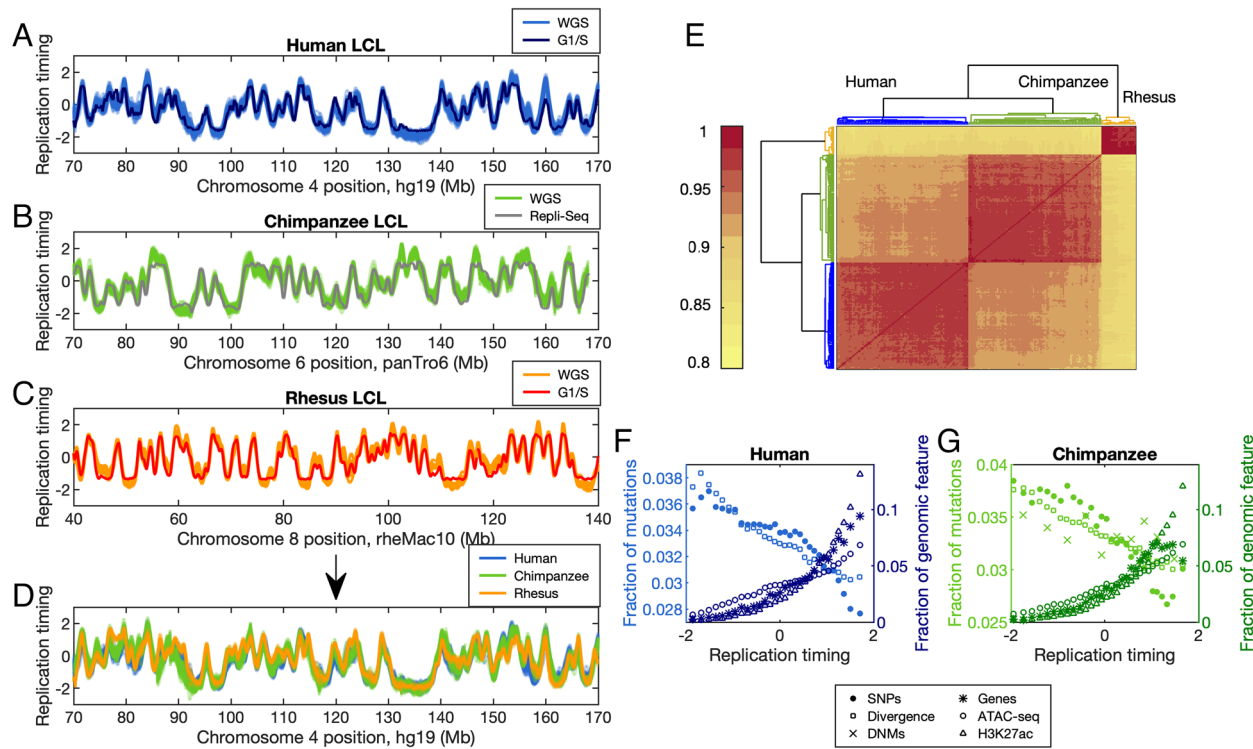 A
Human LCL
WGS
G1/S
Replication timing
2
0
-2
70 80 90 100 110 120 130 140 150 160 170
Chromosome 4 position, hg19 (Mb)
B
Chimpanzee LCL
WGS
Repli-Seq
Replication timing
2
0
-2
70 80 90 100 110 120 130 140 150 160 170
Chromosome 6 position, panTro6 (Mb)
C
Rhesus LCL
WGS
G1/S
Replication timing
2
0
-2
40 60 80 100 120 140
Chromosome 8 position, rheMac10 (Mb)
D
Human
Chimpanzee
Rhesus
Replication timing
2
0
-2
70 80 90 100 110 120 130 140 150 160 170
Chromosome 4 position, hg19 (Mb)
E
Human
Chimpanzee
Rhesus
1
0.95
0.9
0.85
0.8
F
Human
Fraction of mutations
0.038
0.036
0.034
0.032
0.03
0.028
0.1
0.05
0
Fraction of genomic feature
-2 0 2
Replication timing
G
Chimpanzee
Fraction of mutations
0.04
0.035
0.03
0.025
0.1
0.05
0
Fraction of denomic feature
-2 0 2
Replication timing
SNPs
Divergence
DNMs
Genes
ATAC-seq
H3K27ac